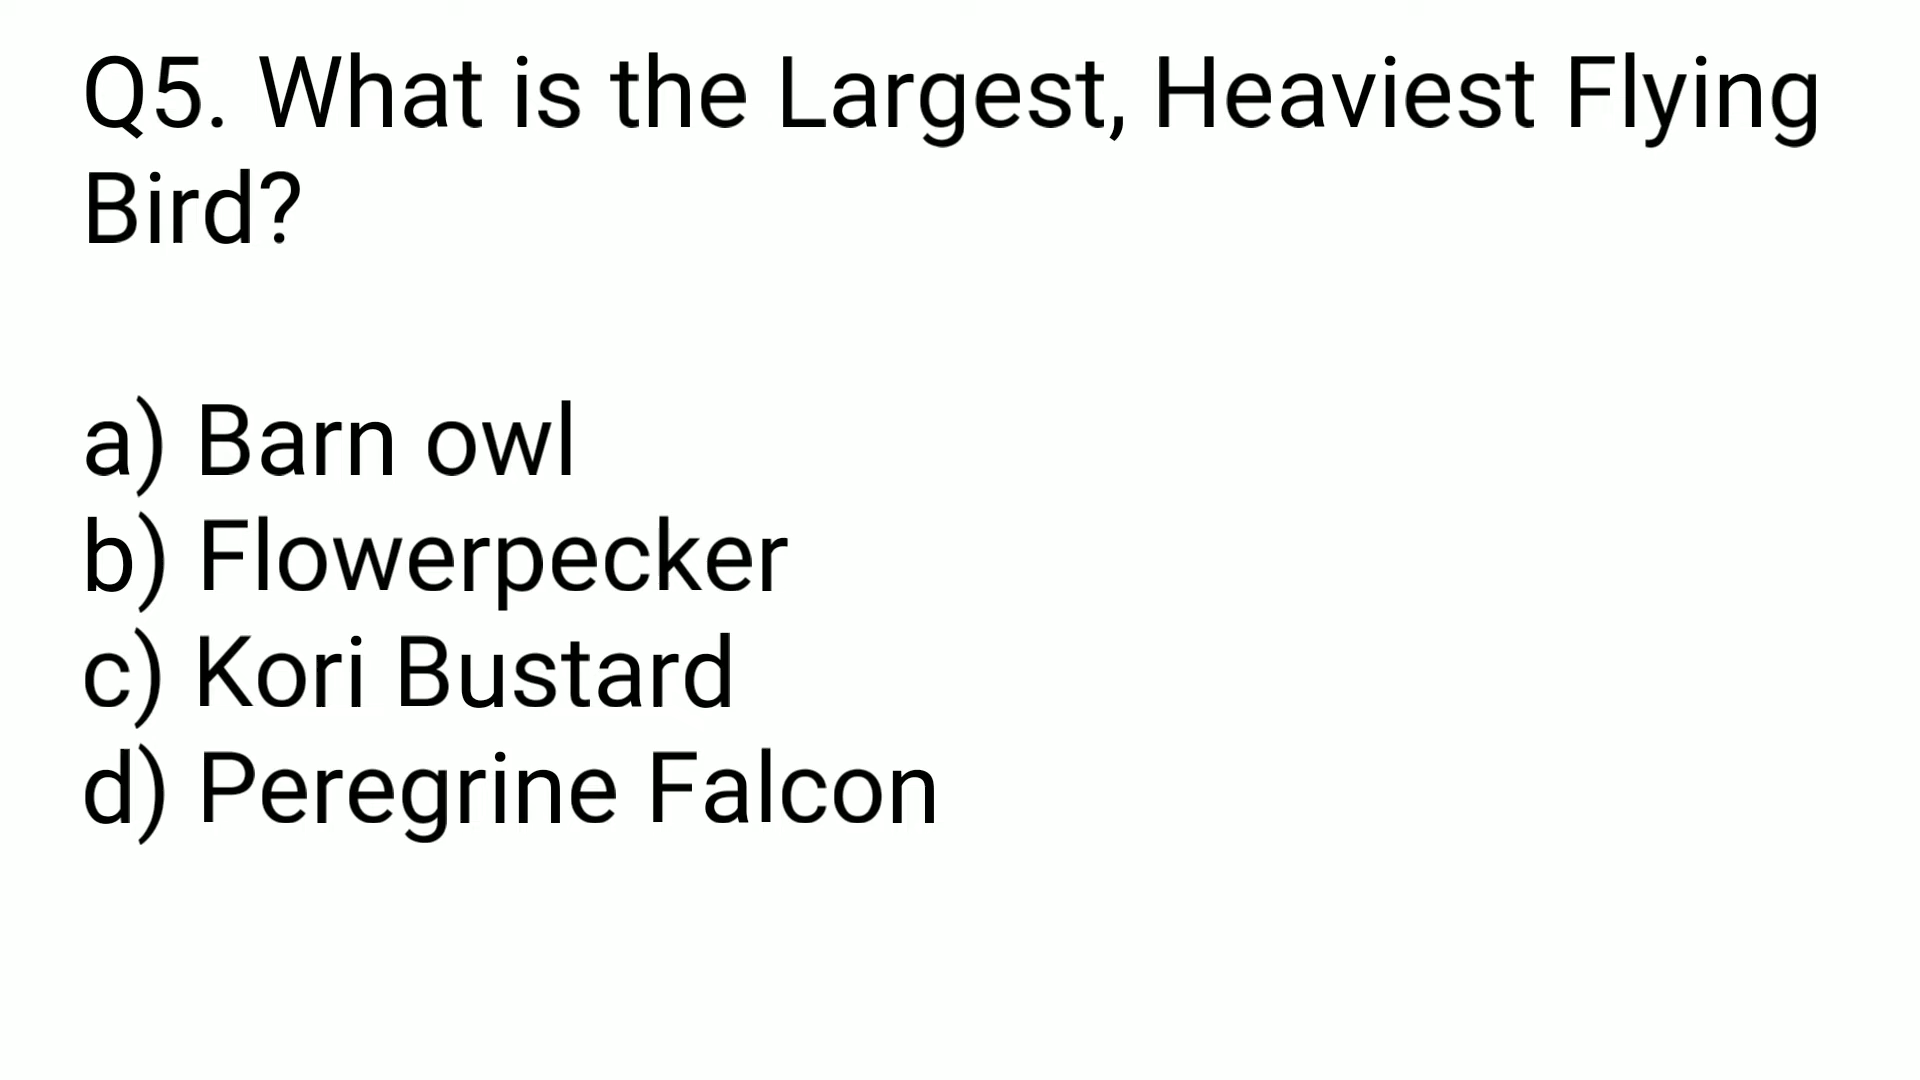 Q5. What is the Largest, Heaviest Flying
Bird?
a) Barn owl
b) Flowerpecker
c) Kori Bustard
d) Peregrine Falcon